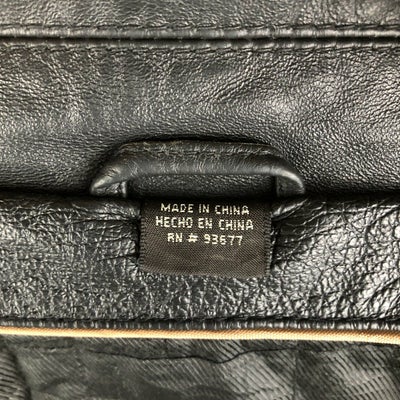 MADE IN CHINA
HECHO EN CHINA
RN # 93677